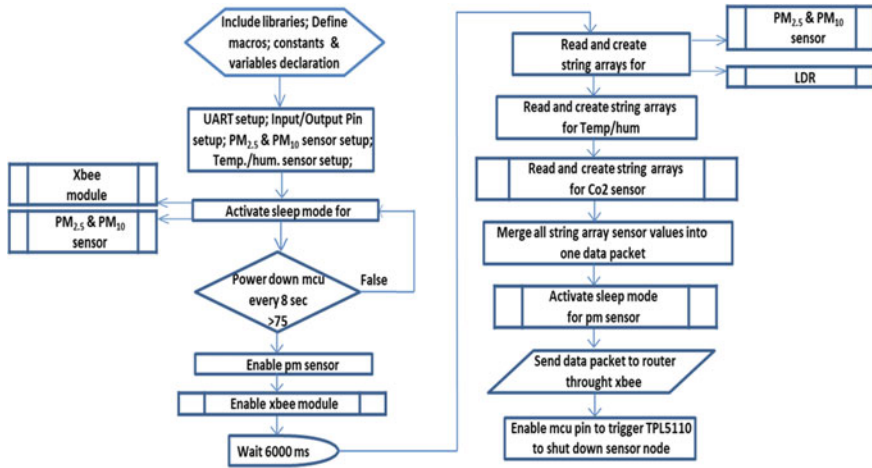 Include libraries; Define
macros; constants &
variables declaration
UART setup; Input/Output Pin
setup; PM2.5 & PM10 sensor setup;
Temp./hum. sensor setup;
Xbee
module
PM2.5 & PM10
sensor
Activate sleep mode for
Power down mcu
every 8 sec
>75
False
Enable pm sensor
Enable xbee module
Wait 6000 ms
Read and create
string arrays for
PM2.5 & PM10
sensor
LDR
Read and create string arrays
for Temp/hum
Read and create string arrays
for Co2 sensor
Merge all string array sensor values into
one data packet
Activate sleep mode
for pm sensor
Send data packet to router
throught xbee
Enable mcu pin to trigger TPL5110
to shut down sensor node